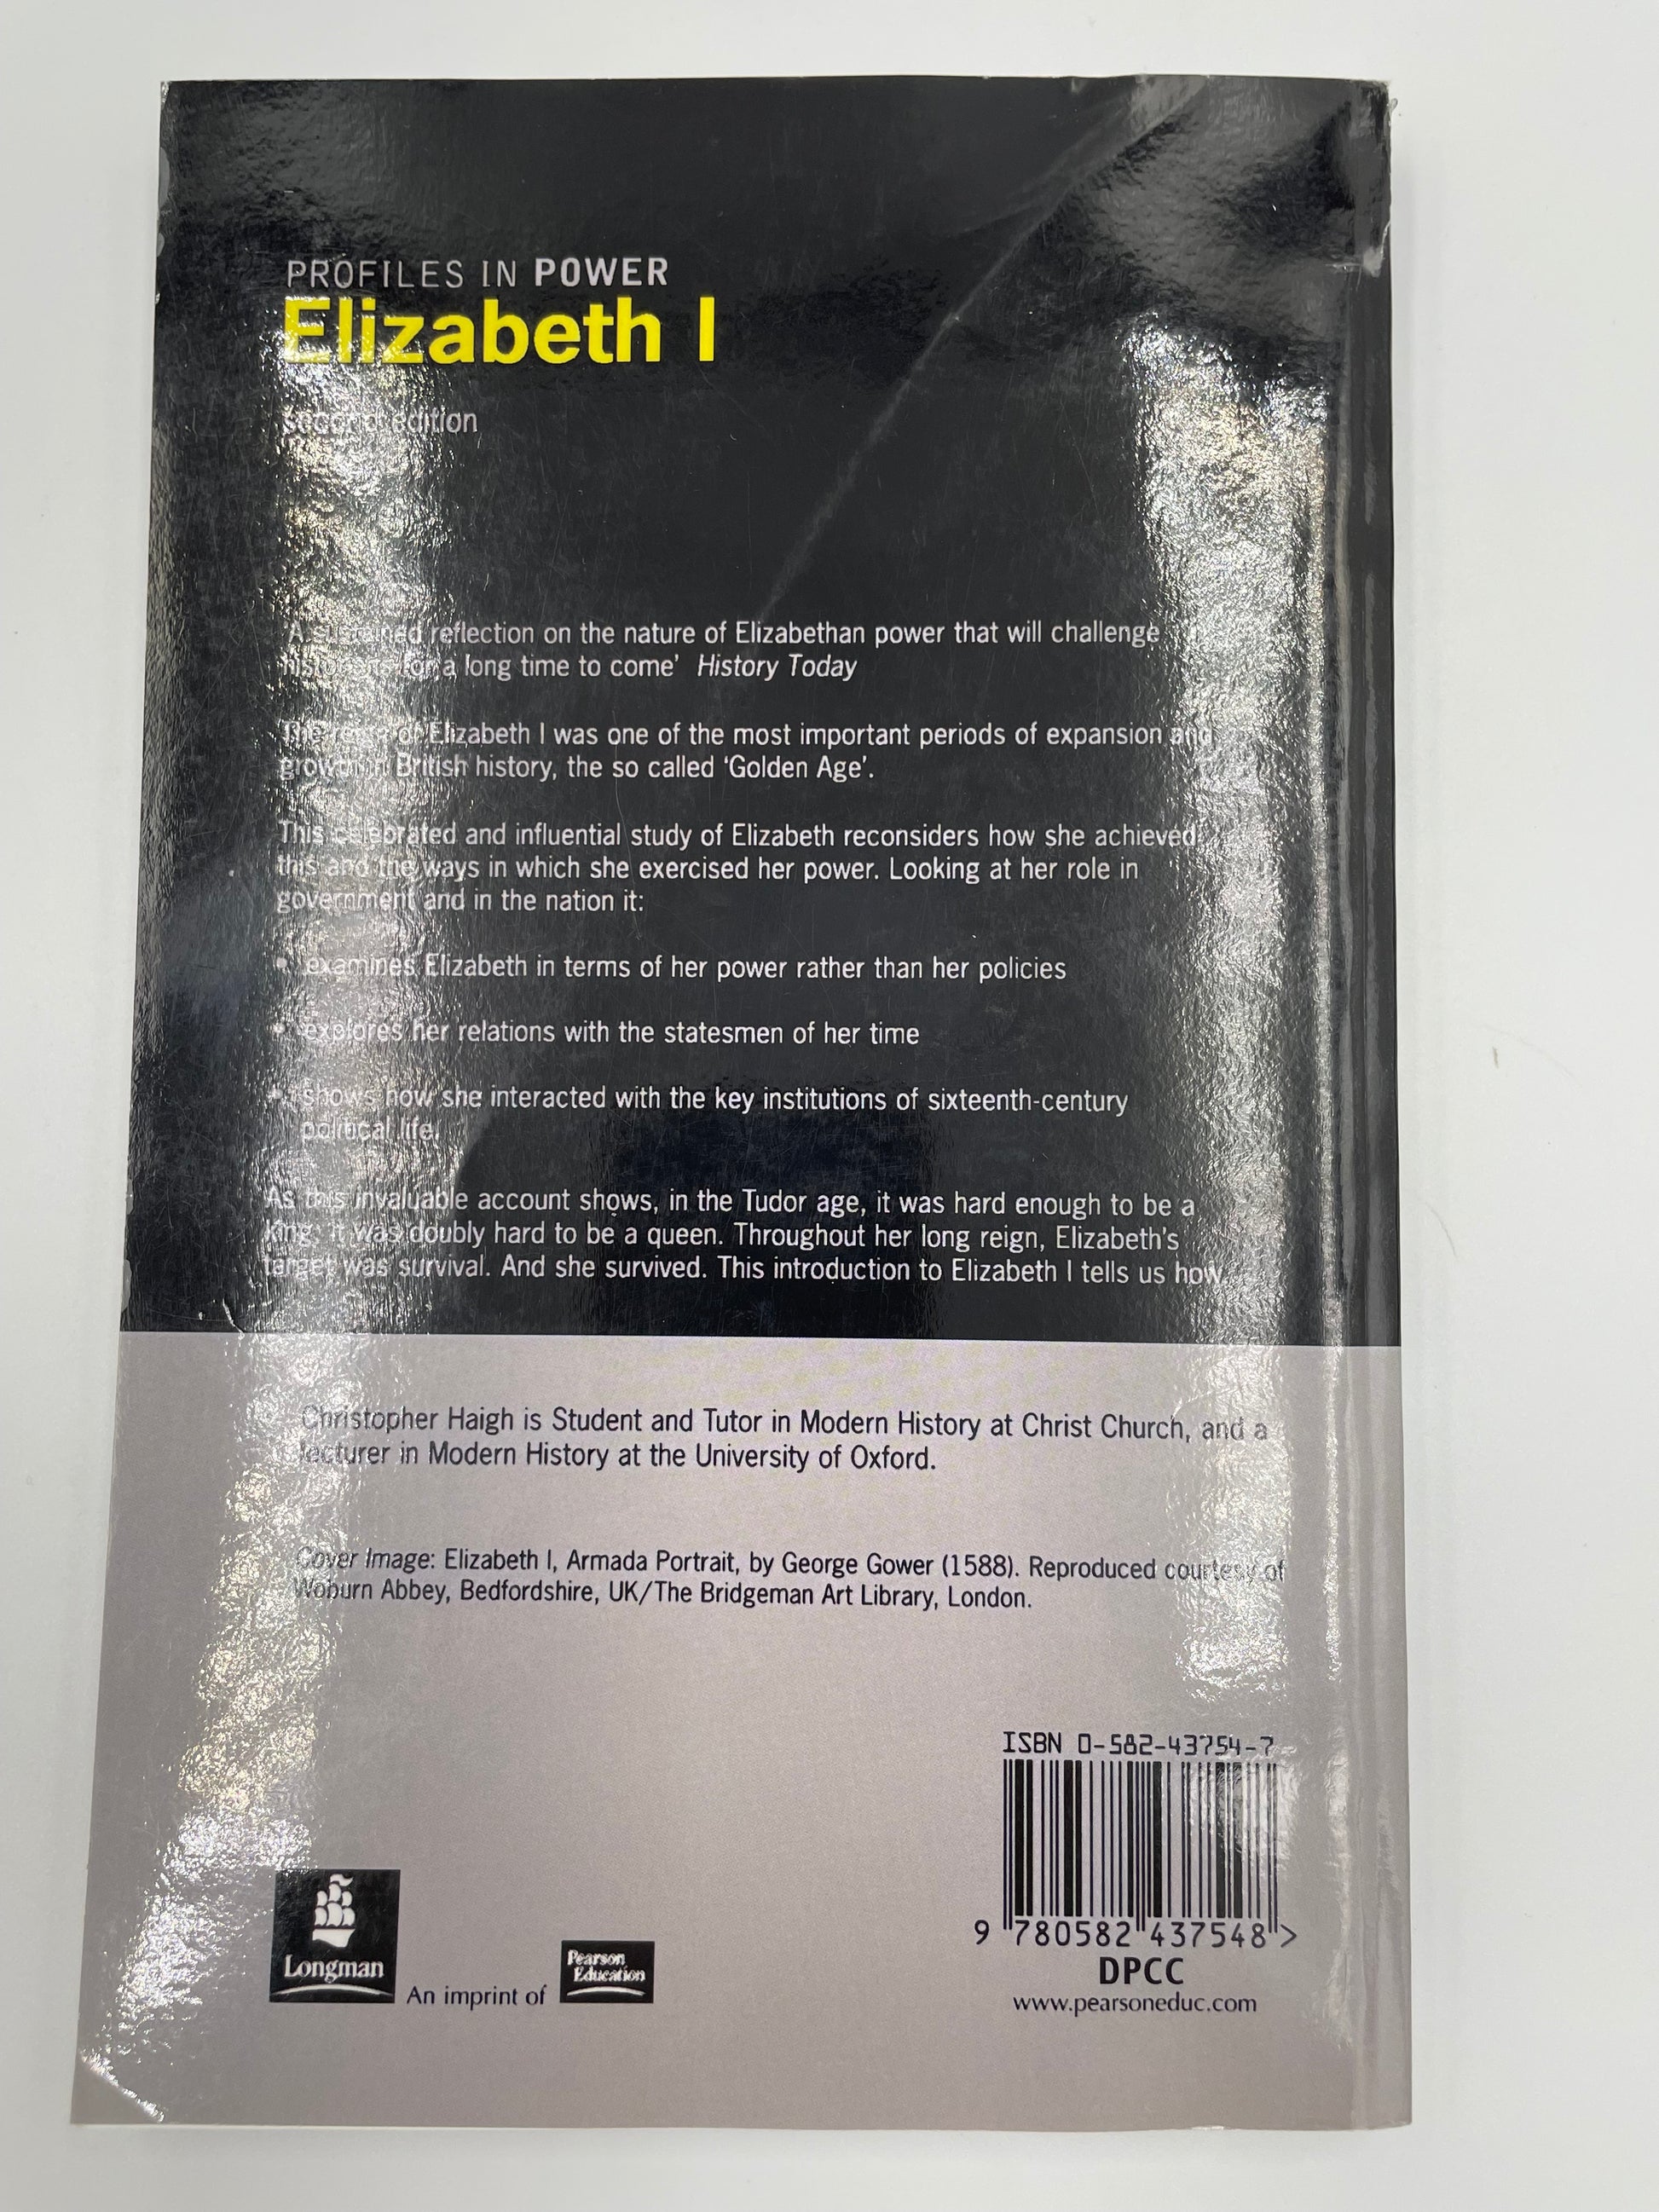 PROFILES IN POWER
Elizabeth I
second edition
'A sustained reflection on the nature of Elizabethan power that will challenge
historians for a long time to come' History Today
The reign of Elizabeth I was one of the most important periods of expansion and
growth in British history, the so called 'Golden Age'.
This celebrated and influential study of Elizabeth reconsiders how she achieved
this and the ways in which she exercised her power. Looking at her role in
government and in the nation it:
• examines Elizabeth in terms of her power rather than her policies
• explores her relations with the statesmen of her time
• shows how she interacted with the key institutions of sixteenth-century
political life.
As this invaluable account shows, in the Tudor age, it was hard enough to be a
king: it was doubly hard to be a queen. Throughout her long reign, Elizabeth's
target was survival. And she survived. This introduction to Elizabeth I tells us how.
Christopher Haigh is Student and Tutor in Modern History at Christ Church, and a
lecturer in Modern History at the University of Oxford.
Cover Image: Elizabeth I, Armada Portrait, by George Gower (1588). Reproduced courtesy of
Woburn Abbey, Bedfordshire, UK/The Bridgeman Art Library, London.
ISBN 0-582-43754-7
9 780582 437548 >
DPCC
www.pearsoneduc.com
Longman
An imprint of
Pearson
Education